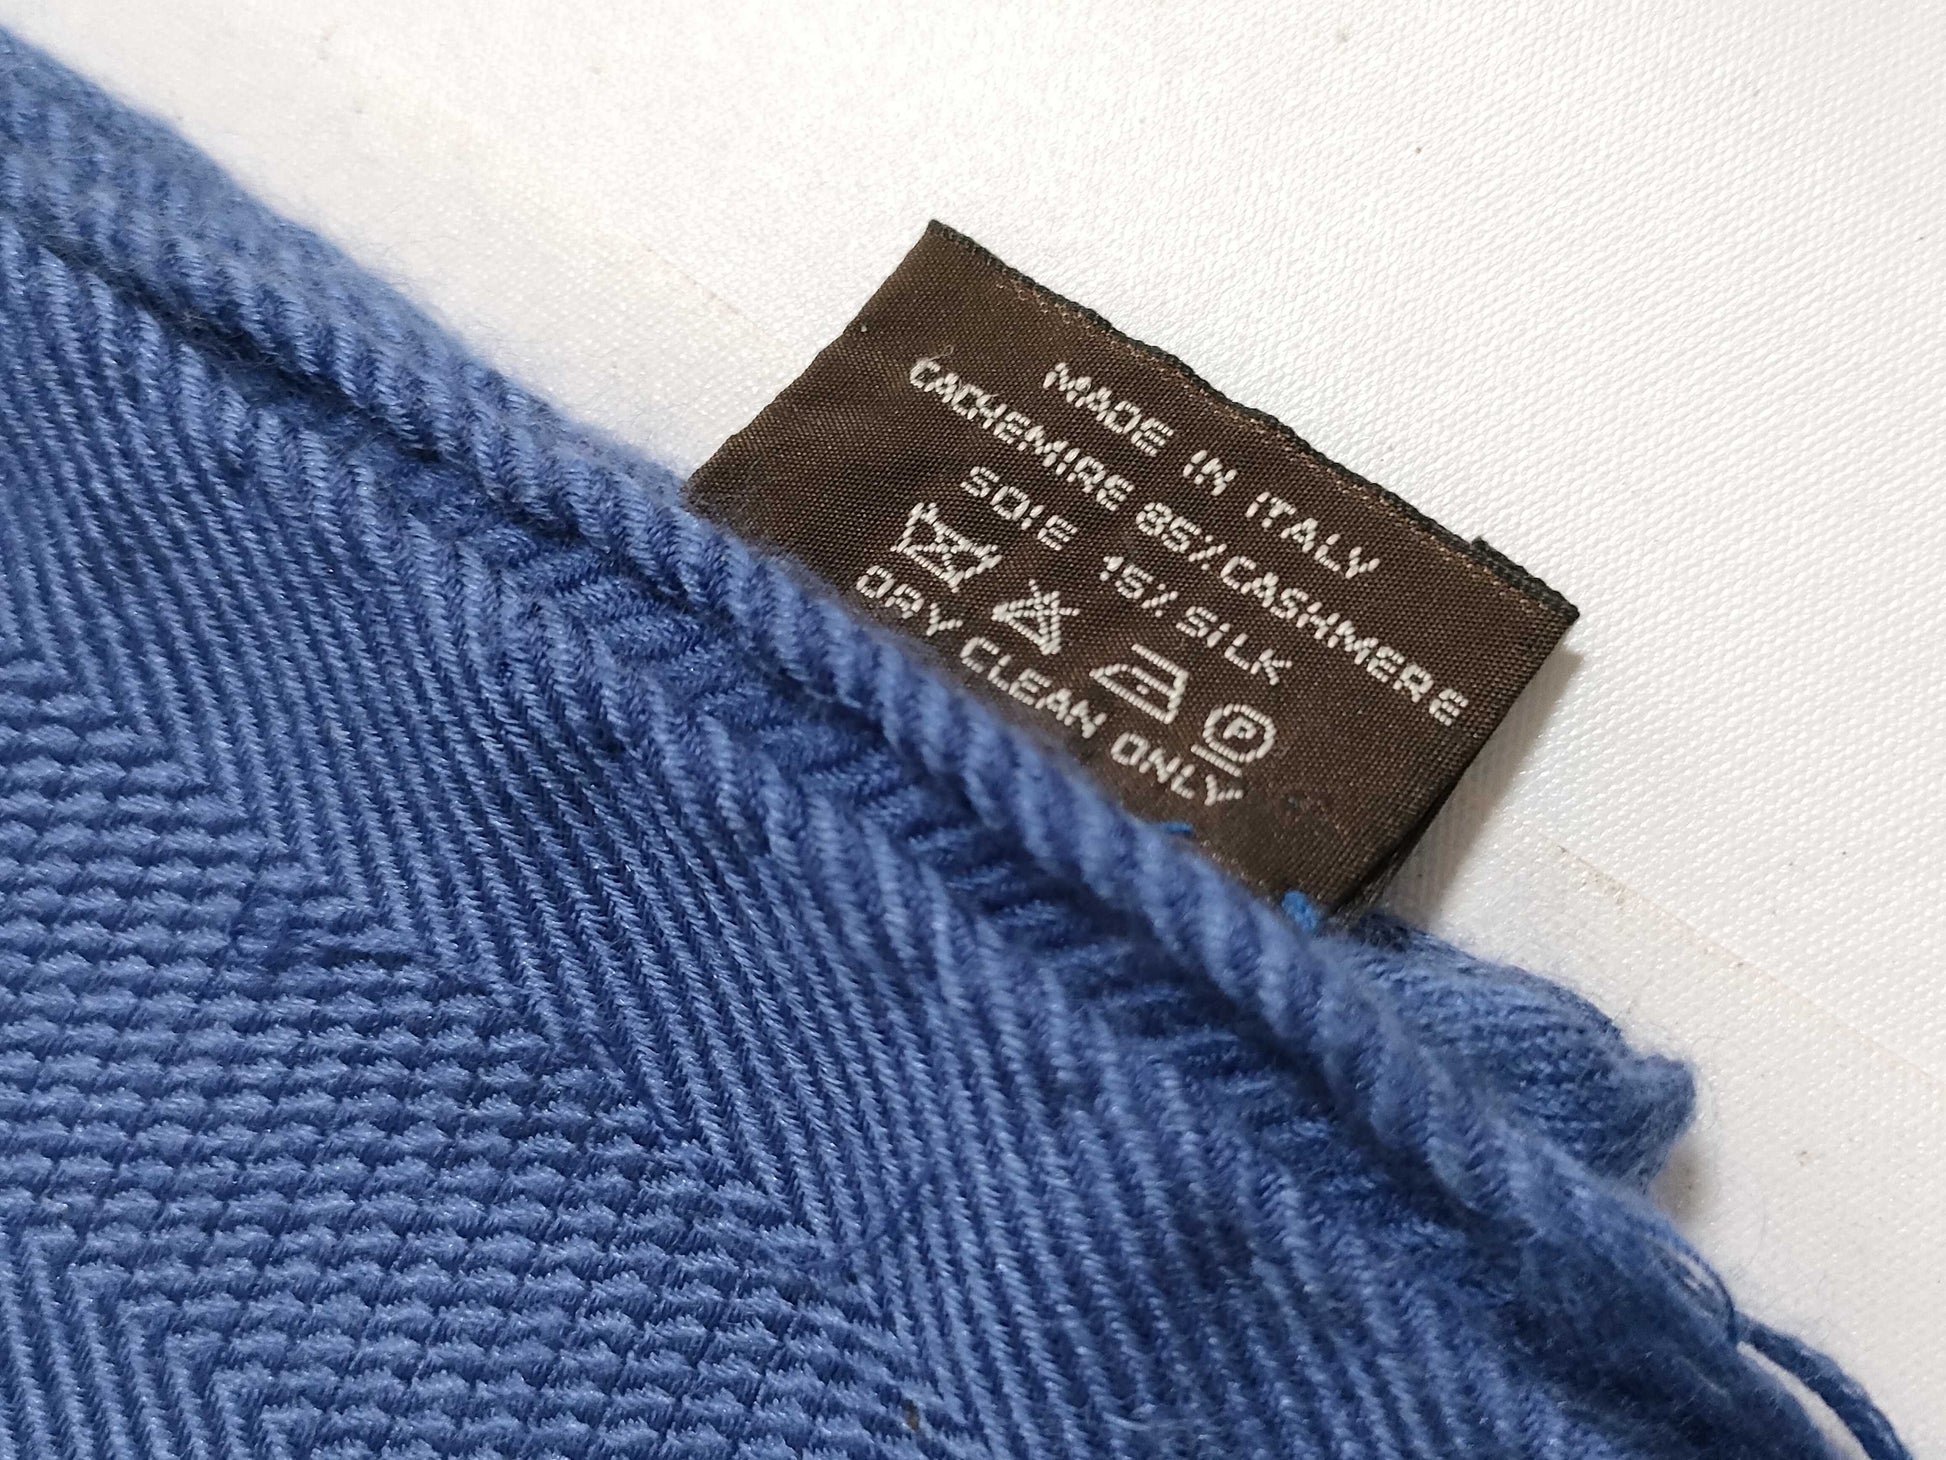 MADE IN ITALY
CACHEMIRE 85% CASHMERE
SOIE 15% SILK
P
DRY CLEAN ONLY